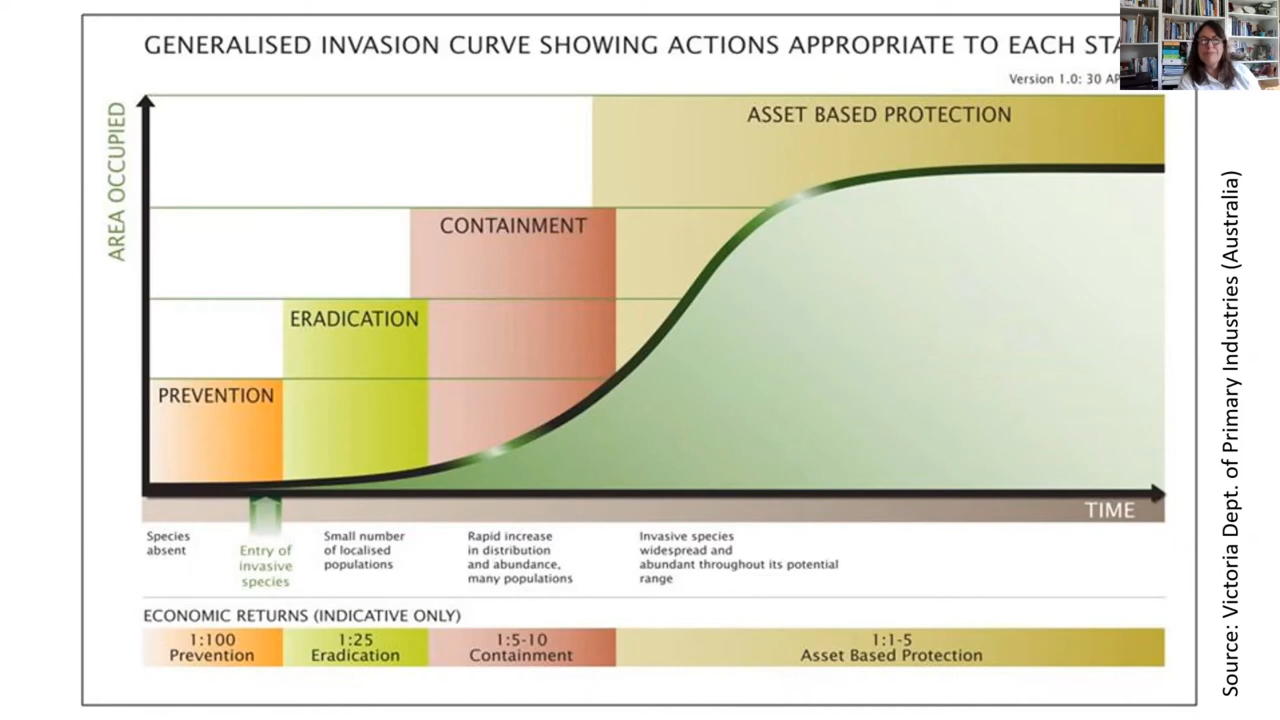 GENERALISED INVASION CURVE SHOWING ACTIONS APPROPRIATE TO EACH
Version 1.0: 30
AREA OCCUPIED
ASSET BASED PROTECTION
CONTAINMENT
ERADICATION
PREVENTION
TIME
Species
absent
Entry of
invasive
species
Small number
of localised
populations
Rapid increase
in distribution
and abundance,
many populations
Invasive species
widespread and
abundant throughout its potential
range
ECONOMIC RETURNS (INDICATIVE ONLY)
1:100
Prevention
1:25
Eradication
1:5-10
Containment
1:1-5
Asset Based Protection
Source: Victoria Dept. of Primary Industries (Australia)